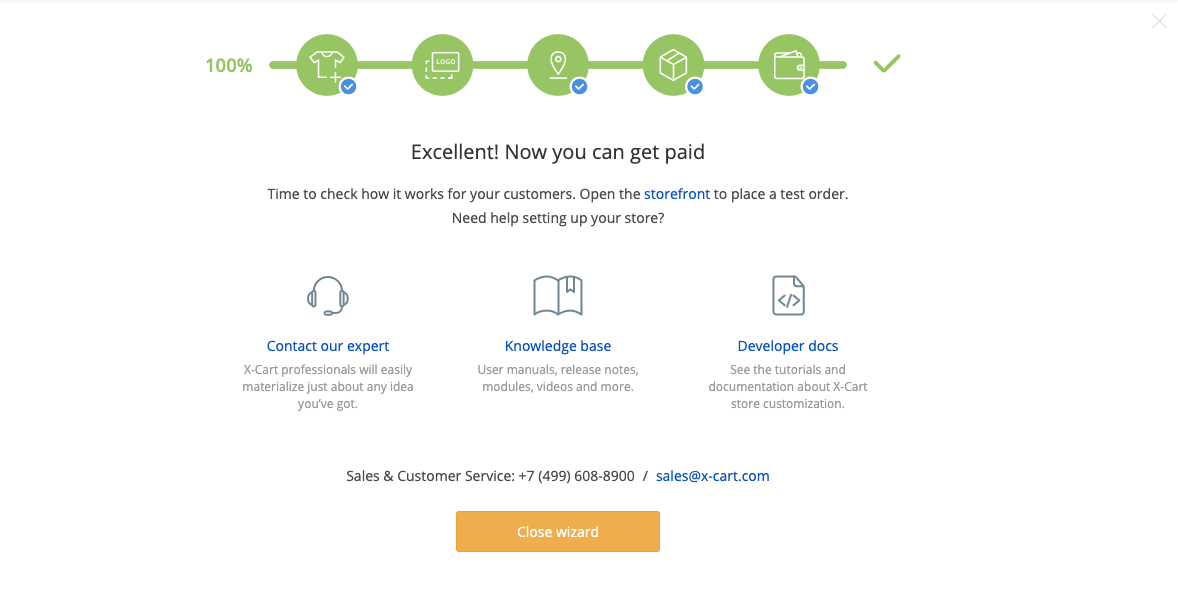 100%
LOGO
Excellent! Now you can get paid
Time to check how it works for your customers. Open the storefront to place a test order.
Need help setting up your store?
Contact our expert
X-Cart professionals will easily
materialize just about any idea
you've got.
Knowledge base
User manuals, release notes,
modules, videos and more.
Developer docs
See the tutorials and
documentation about X-Cart
store customization.
Sales & Customer Service: +7 (499) 608-8900 / sales@x-cart.com
Close wizard